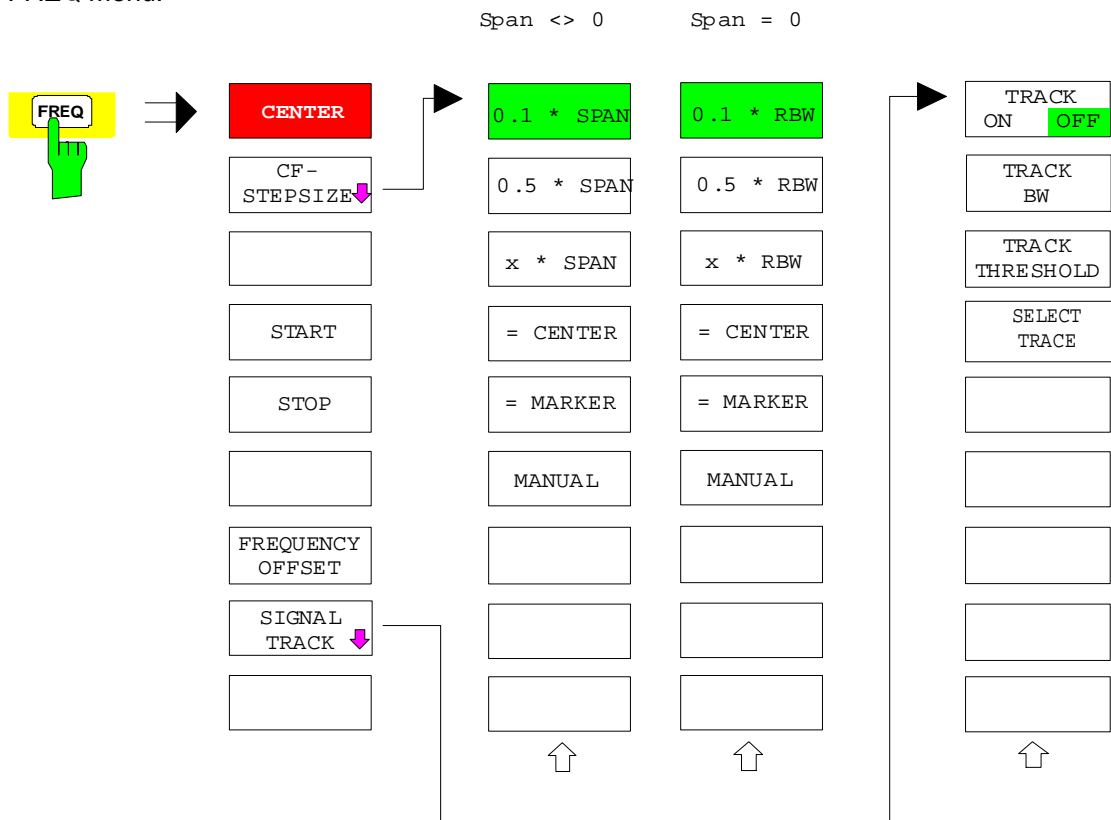 FREQ menu:
Span <> 0
Span = 0
FREQ
CENTER
CF-
STEPSIZE
START
STOP
FREQUENCY
OFFSET
SIGNAL
TRACK
0.1 * SPAN
0.5 * SPAN
x * SPAN
= CENTER
= MARKER
MANUAL
0.1 * RBW
0.5 * RBW
x * RBW
= CENTER
= MARKER
MANUAL
TRACK
ON OFF
TRACK
BW
TRACK
THRESHOLD
SELECT
TRACE